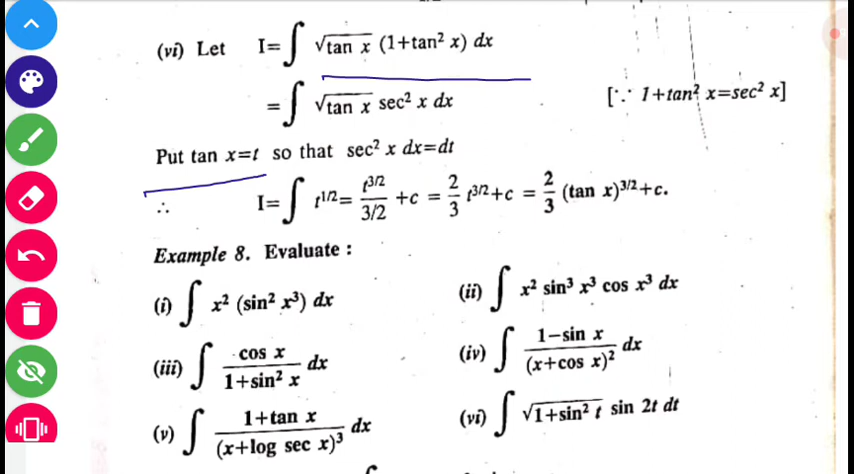 (vi) Let I=∫ √tan x (1+tan² x) dx
=∫ √tan x sec² x dx [∵ 1+tan² x=sec² x]
Put tan x=t so that sec² x dx=dt
∴ I=∫ t^1/2= t^3/2 / 3/2 +c = 2/3 t^3/2+c = 2/3 (tan x)^3/2+c.
Example 8. Evaluate :
(i) ∫ x² (sin² x³) dx (ii) ∫ x² sin³ x³ cos x³ dx
(iii) ∫ cos x / 1+sin² x dx (iv) ∫ 1−sin x / (x+cos x)² dx
(v) ∫ 1+tan x / (x+log sec x)³ dx (vi) ∫ √1+sin² t sin 2t dt